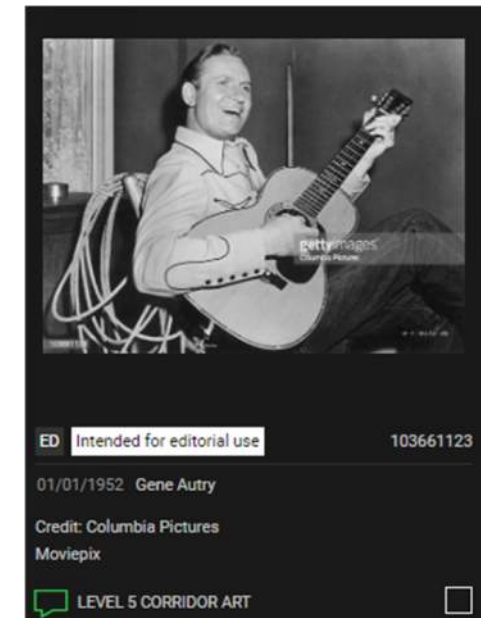 gettyimages
Columbia Pictures
103661123
ED Intended for editorial use 103661123
01/01/1952 Gene Autry
Credit: Columbia Pictures
Moviepix
LEVEL 5 CORRIDOR ART